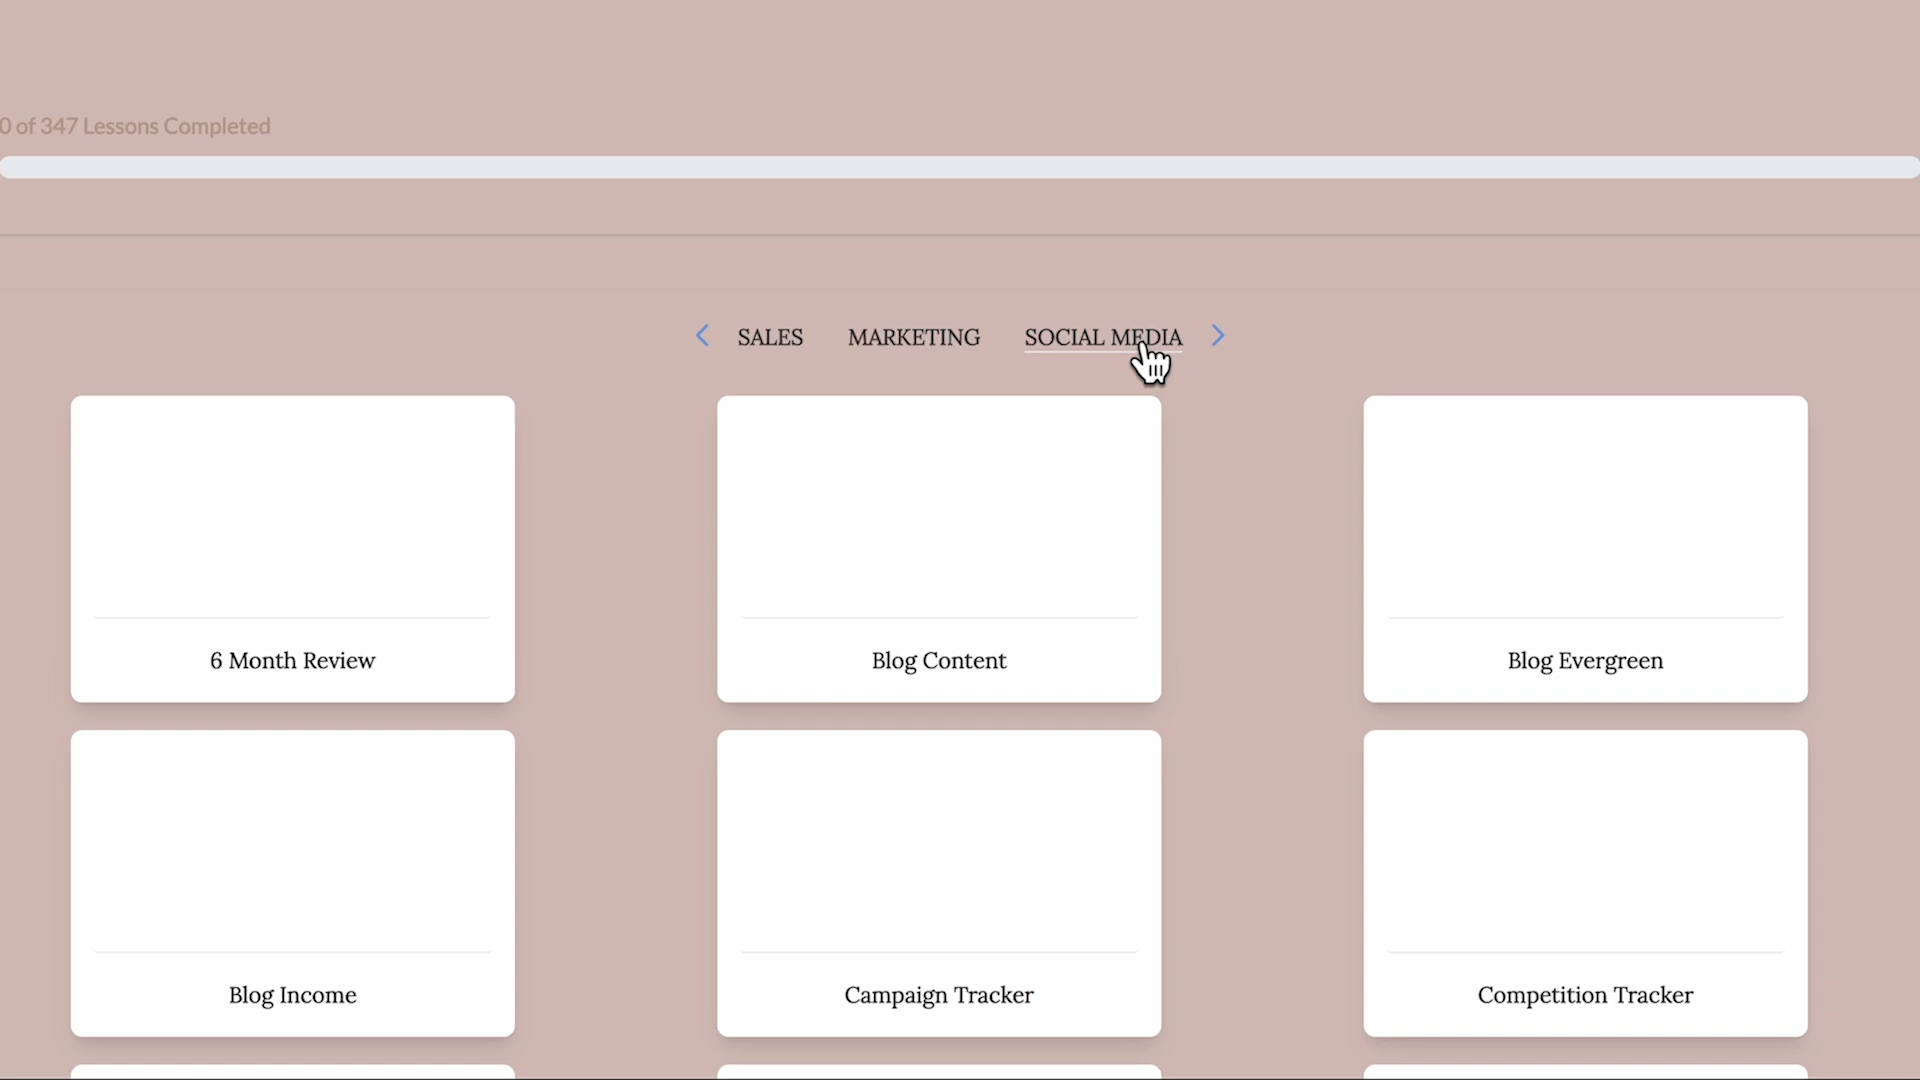 0 of 347 Lessons Completed
SALES MARKETING SOCIAL MEDIA
6 Month Review
Blog Content
Blog Evergreen
Blog Income
Campaign Tracker
Competition Tracker